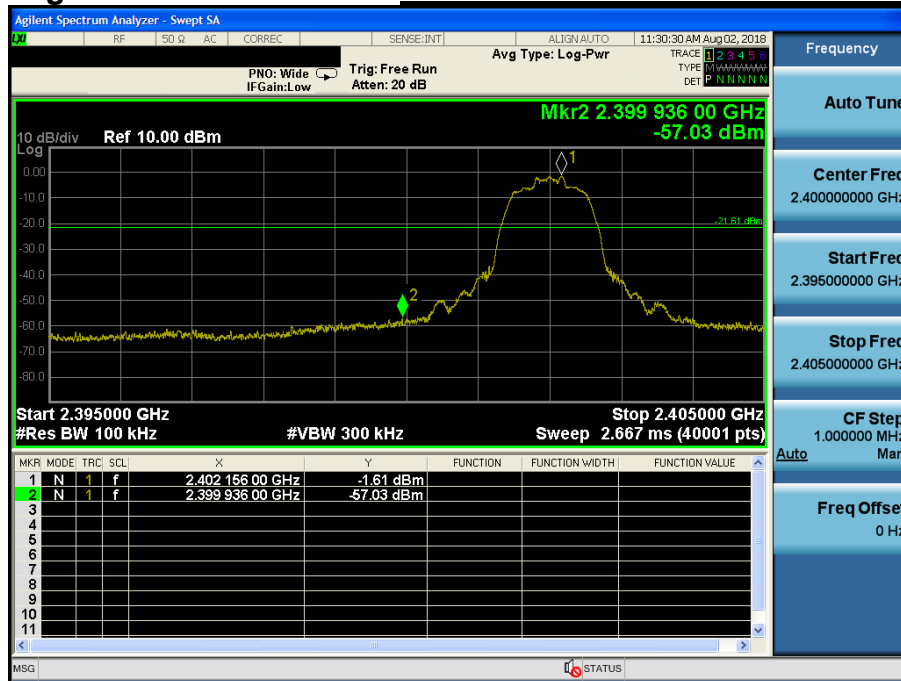 Agilent Spectrum Analyzer - Swept SA
LXI RF 50 Ω AC CORREC SENSE:INT ALIGN AUTO 11:30:30 AM Aug 02, 2018
Frequency
Avg Type: Log-Pwr TRACE 1 2 3 4 5 6
PNO: Wide Trig: Free Run TYPE M W W W W W
IFGain:Low Atten: 20 dB DET P N N N N N
Auto Tune
Mkr2 2.399 936 00 GHz
-57.03 dBm
10 dB/div Ref 10.00 dBm
Log
1
0.00
-10.0
-20.0
-21.61 dBm
-30.0
-40.0
-50.0
2
-60.0
-70.0
-80.0
Center Freq
2.400000000 GHz
Start Freq
2.395000000 GHz
Stop Freq
2.405000000 GHz
Start 2.395000 GHz Stop 2.405000 GHz
#Res BW 100 kHz #VBW 300 kHz Sweep 2.667 ms (40001 pts)
CF Step
1.000000 MHz
Auto Man
MKR MODE TRC SCL X Y FUNCTION FUNCTION WIDTH FUNCTION VALUE
1 N 1 f 2.402 156 00 GHz -1.61 dBm
2 N 1 f 2.399 936 00 GHz -57.03 dBm
3
4
5
6
7
8
9
10
11
Freq Offset
0 Hz
MSG STATUS